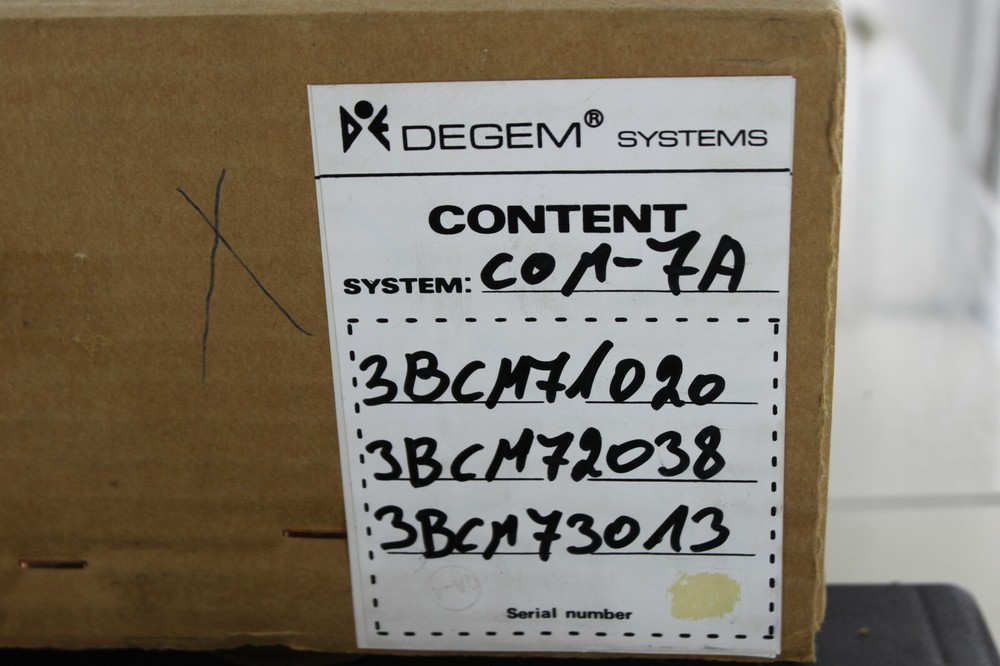 DEGEM® SYSTEMS
CONTENT
SYSTEM: COM-7A
3BCM71020
3BCM72038
3BCM73013
Serial number